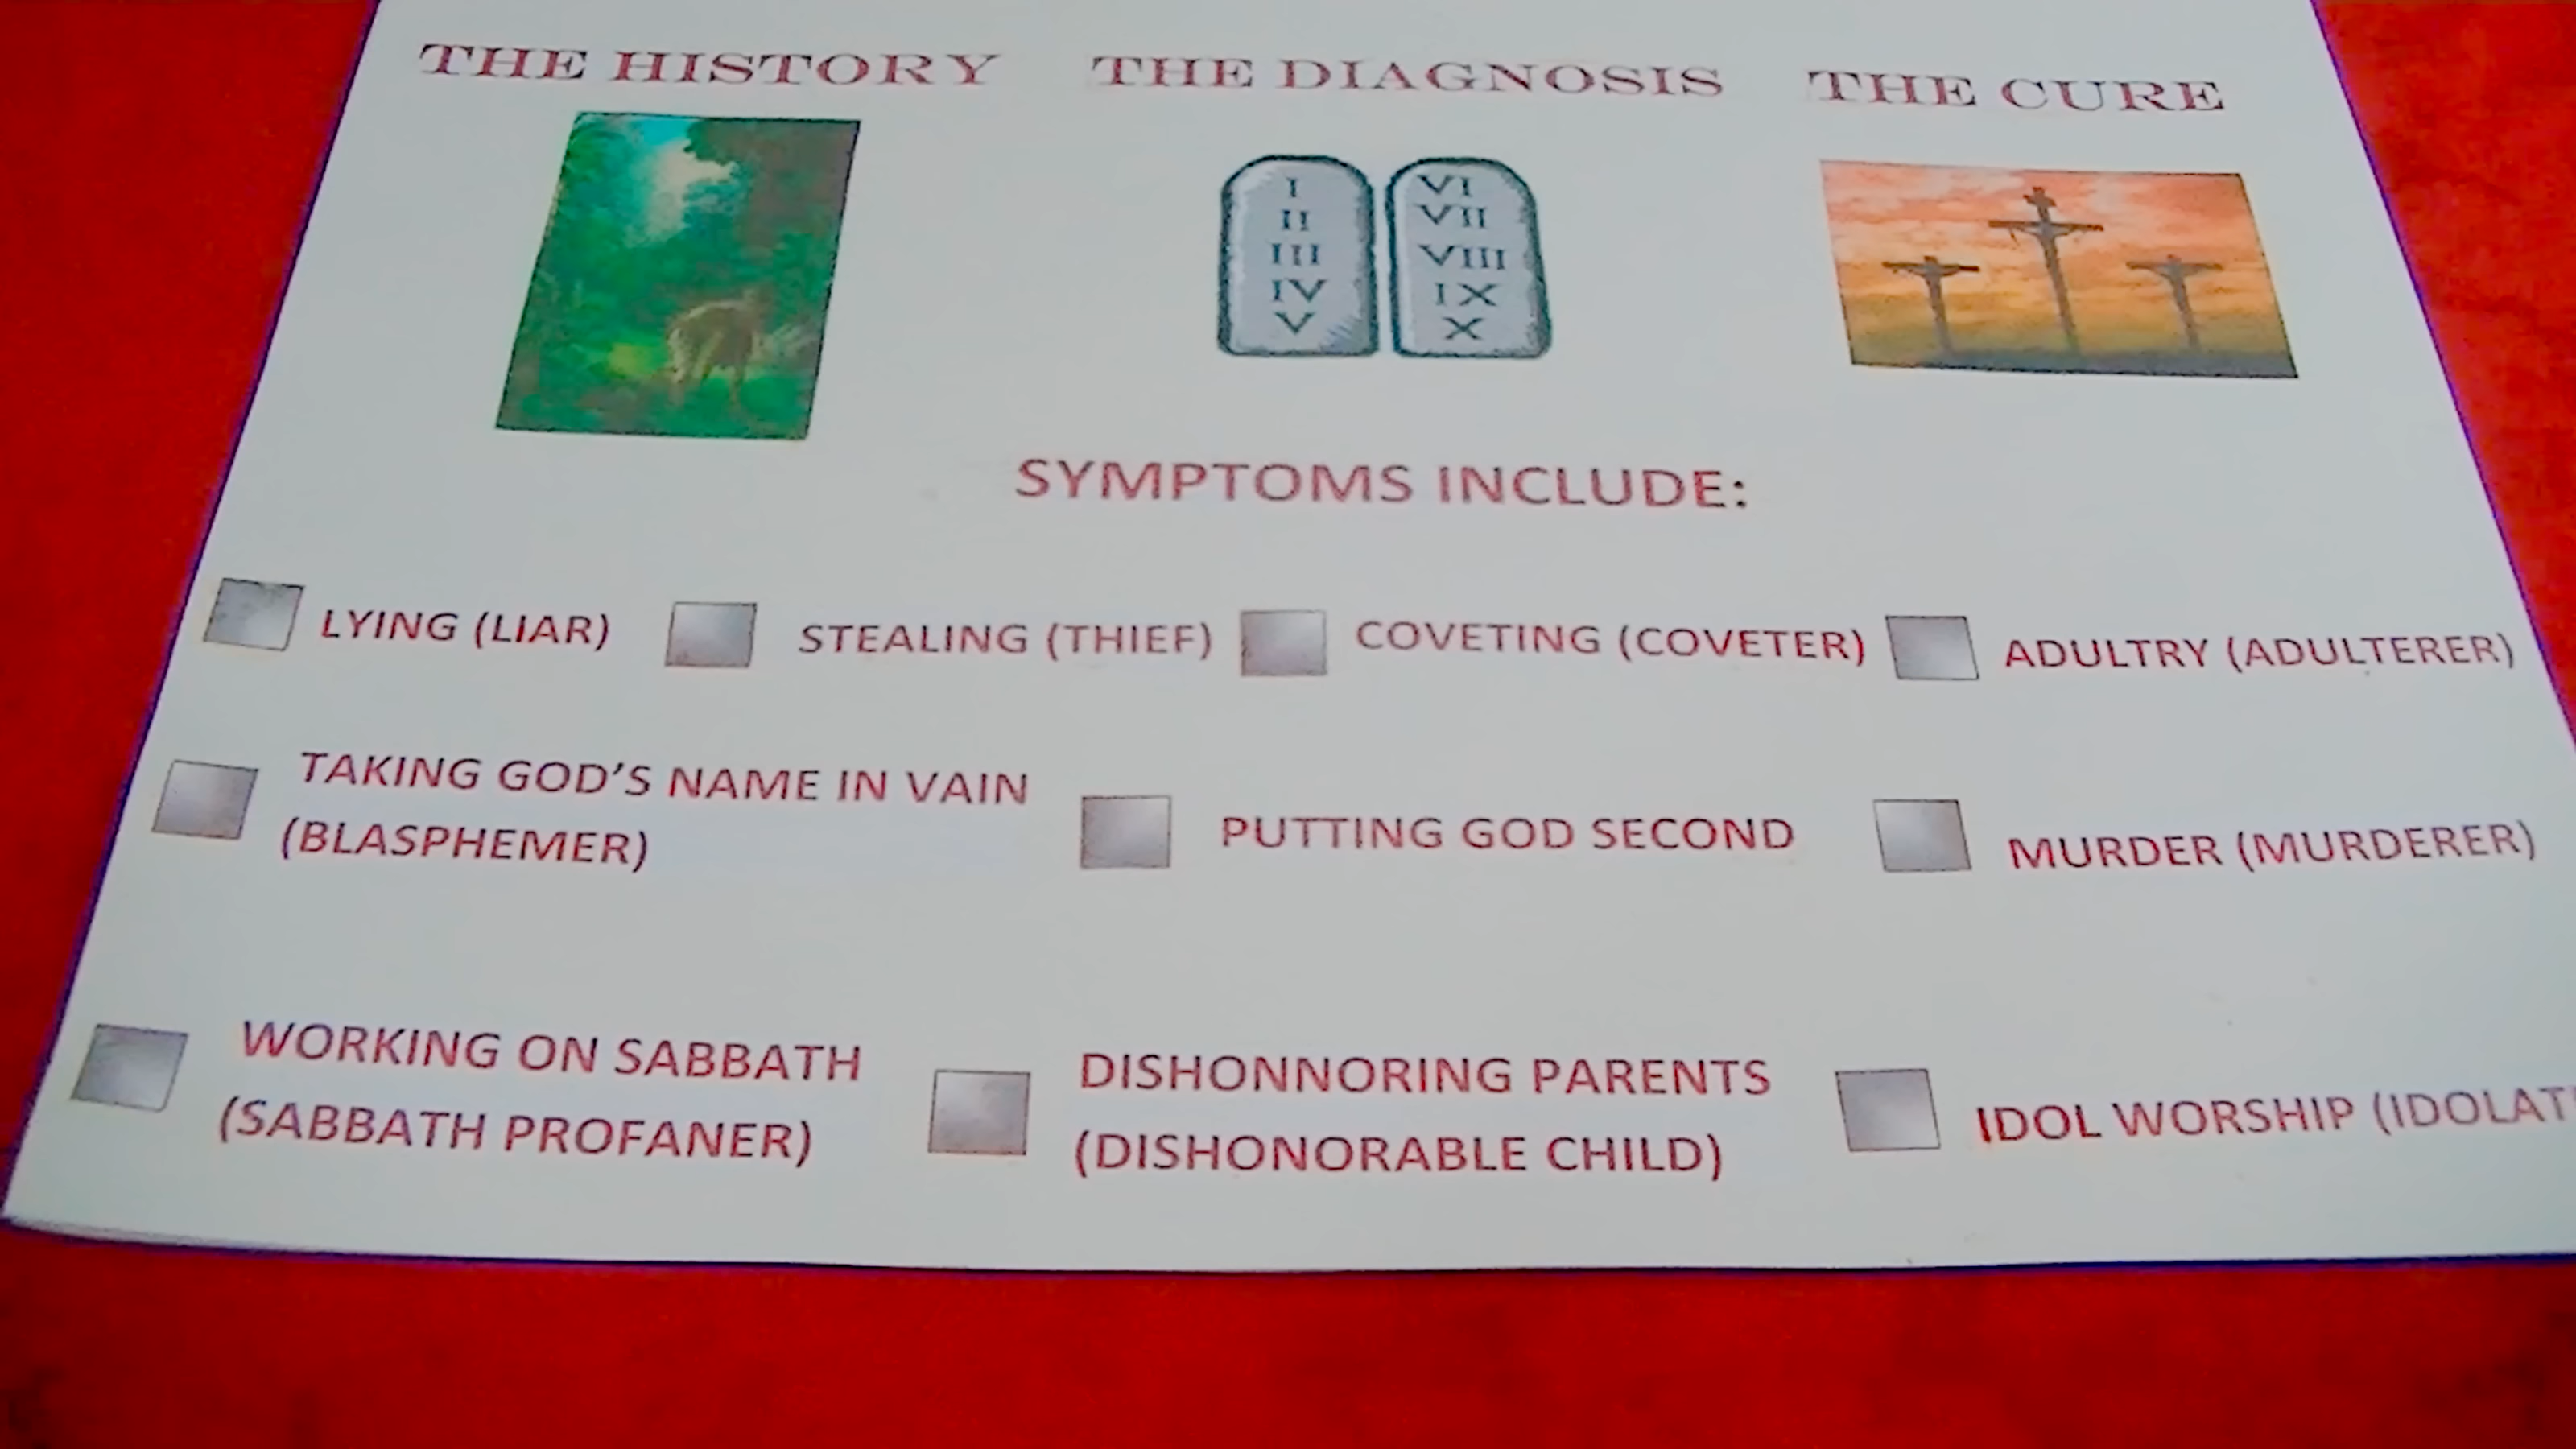 THE HISTORY THE DIAGNOSIS THE CURE
I VI
II VII
III VIII
IV IX
V X
SYMPTOMS INCLUDE:
LYING (LIAR) STEALING (THIEF) COVETING (COVETER) ADULTRY (ADULTERER)
TAKING GOD'S NAME IN VAIN
(BLASPHEMER)
PUTTING GOD SECOND
MURDER (MURDERER)
WORKING ON SABBATH
(SABBATH PROFANER)
DISHONNORING PARENTS
(DISHONORABLE CHILD)
IDOL WORSHIP